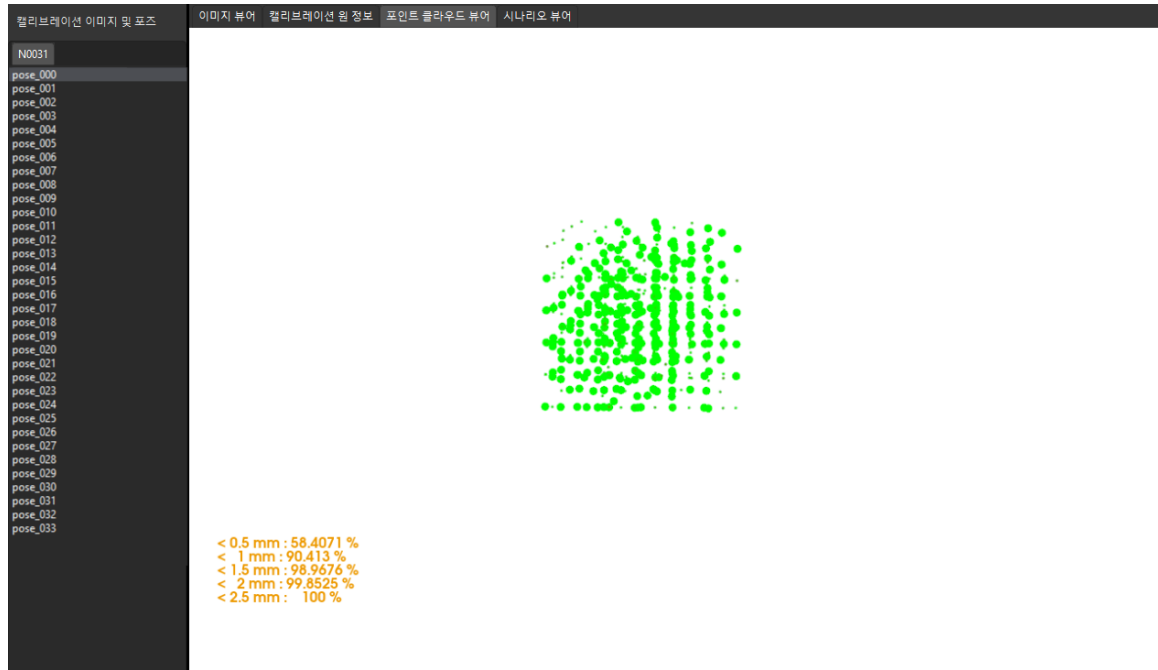 캘리브레이션 이미지 및 포즈
이미지 뷰어 캘리브레이션 원 정보 포인트 클라우드 뷰어 시나리오 뷰어
N0031
pose_000
pose_001
pose_002
pose_003
pose_004
pose_005
pose_006
pose_007
pose_008
pose_009
pose_010
pose_011
pose_012
pose_013
pose_014
pose_015
pose_016
pose_017
pose_018
pose_019
pose_020
pose_021
pose_022
pose_023
pose_024
pose_025
pose_026
pose_027
pose_028
pose_029
pose_030
pose_031
pose_032
pose_033
< 0.5 mm : 58.4071 %
< 1 mm : 90.413 %
< 1.5 mm : 98.9676 %
< 2 mm : 99.8525 %
< 2.5 mm : 100 %